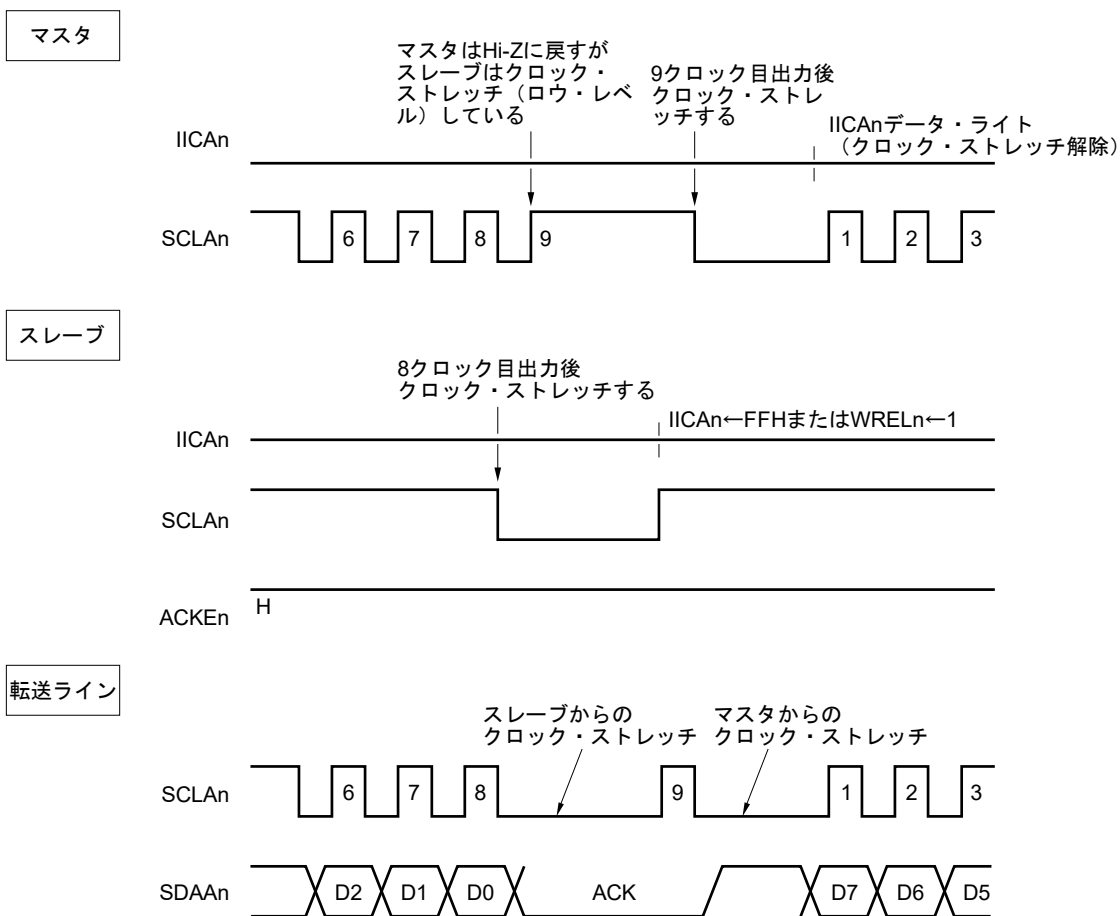 マスタ
マスタはHi-Zに戻すが
スレーブはクロック・
ストレッチ（ロウ・レベ
ル）している
9クロック目出力後
クロック・ストレ
ッチする
IICAnデータ・ライト
（クロック・ストレッチ解除）
IICAn
SCLAn
6 7 8 9 1 2 3
スレーブ
8クロック目出力後
クロック・ストレッチする
IICAn←FFHまたはWRELn←1
IICAn
SCLAn
ACKEn
H
転送ライン
スレーブからの
クロック・ストレッチ
マスタからの
クロック・ストレッチ
SCLAn
6 7 8 9 1 2 3
SDAAn
D2 D1 D0 ACK D7 D6 D5